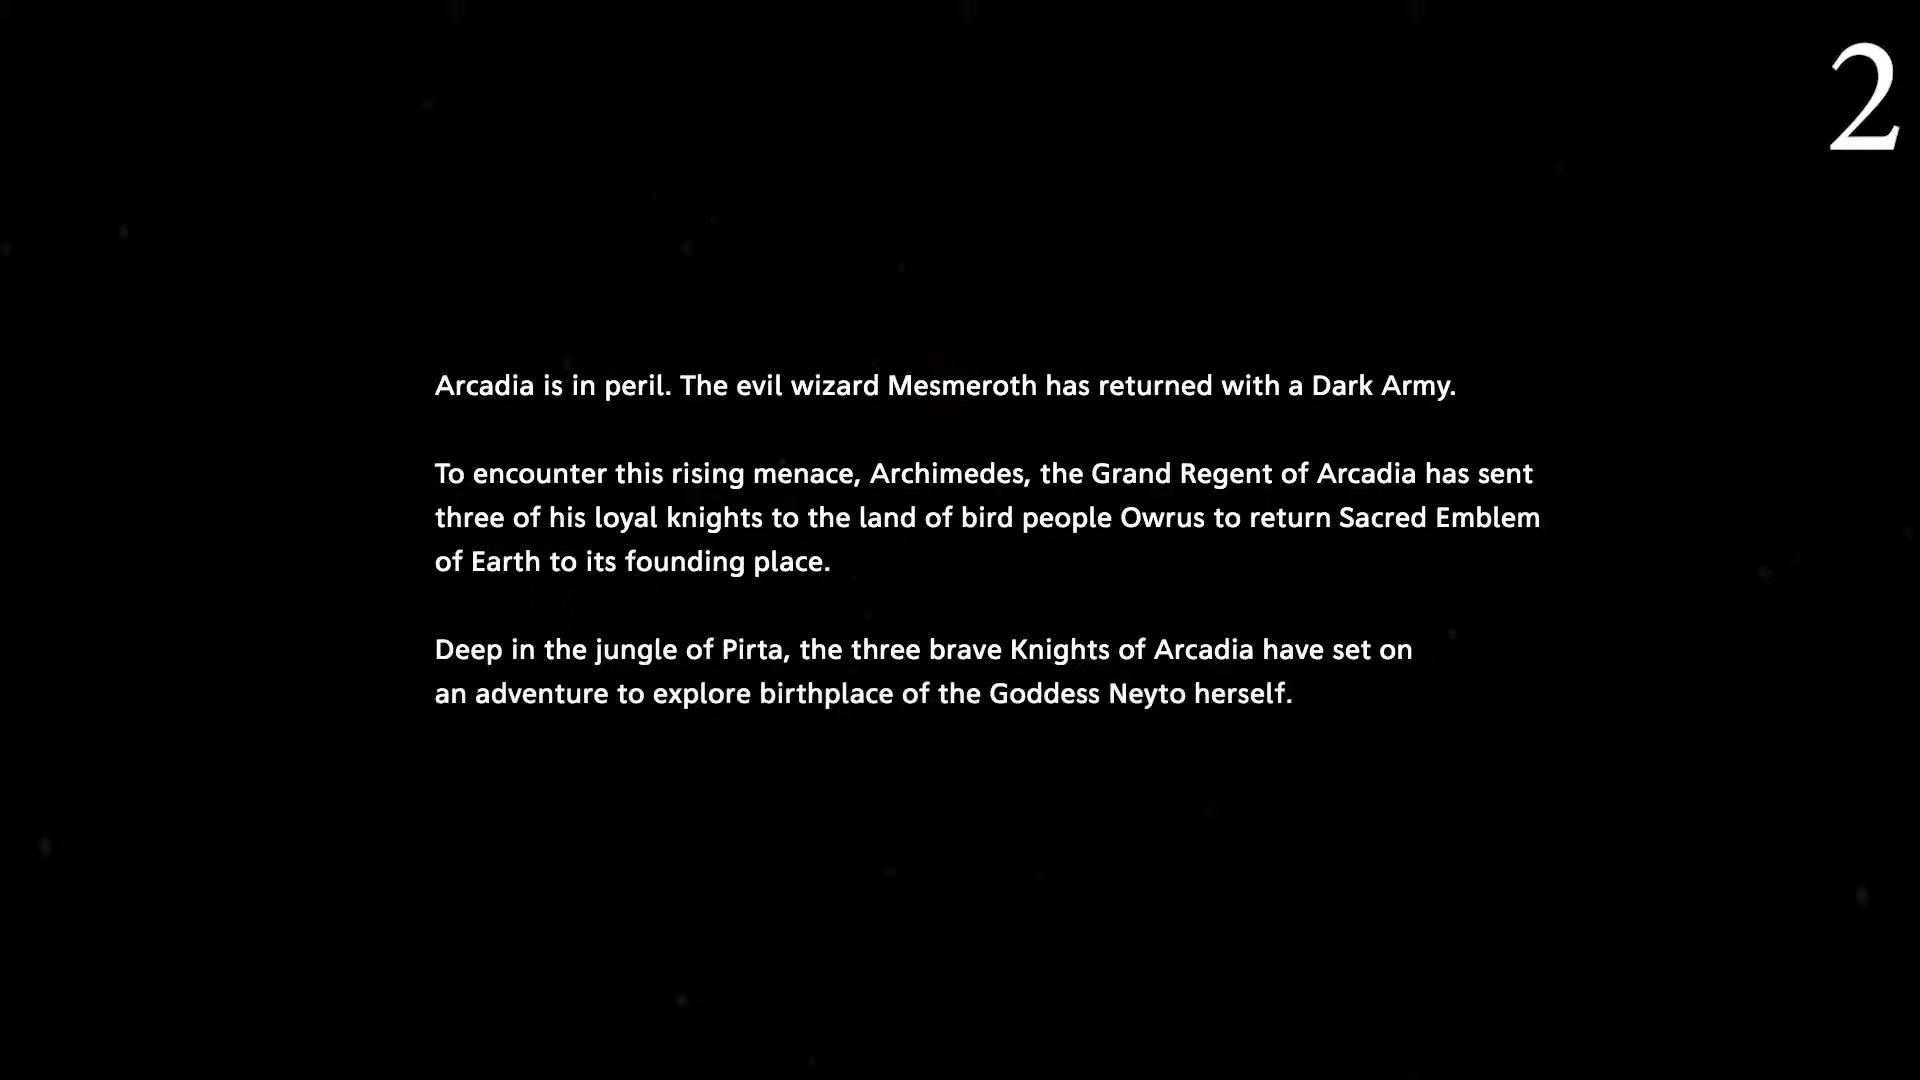 2
Arcadia is in peril. The evil wizard Mesmeroth has returned with a Dark Army.
To encounter this rising menace, Archimedes, the Grand Regent of Arcadia has sent
three of his loyal knights to the land of bird people Owrus to return Sacred Emblem
of Earth to its founding place.
Deep in the jungle of Pirta, the three brave Knights of Arcadia have set on
an adventure to explore birthplace of the Goddess Neyto herself.